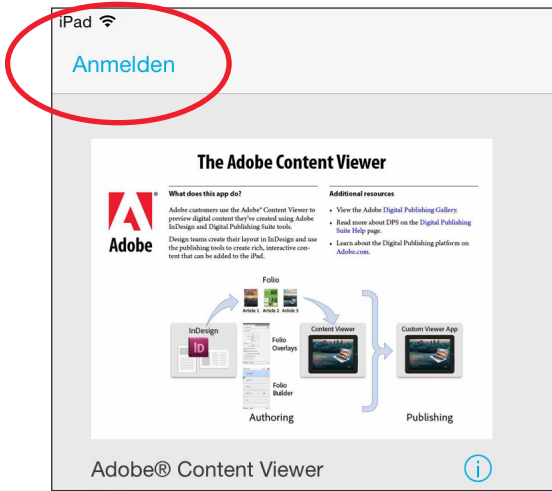 iPad
Anmelden
The Adobe Content Viewer
Adobe
What does this app do?
Adobe customers use the Adobe® Content Viewer to
preview digital content they've created using Adobe
InDesign and Digital Publishing Suite tools.
Design teams create their layout in InDesign and use
the publishing tools to create rich, interactive con-
tent that can be added to the iPad.
Additional resources
• View the Adobe Digital Publishing Gallery.
• Read more about DPS on the Digital Publishing
Suite Help page.
• Learn about the Digital Publishing platform on
Adobe.com.
Folio
Article 1 Article 2 Article 3
InDesign
Id
Folio
Overlays
Folio
Builder
Content Viewer
Custom Viewer App
Authoring
Publishing
Adobe® Content Viewer
i